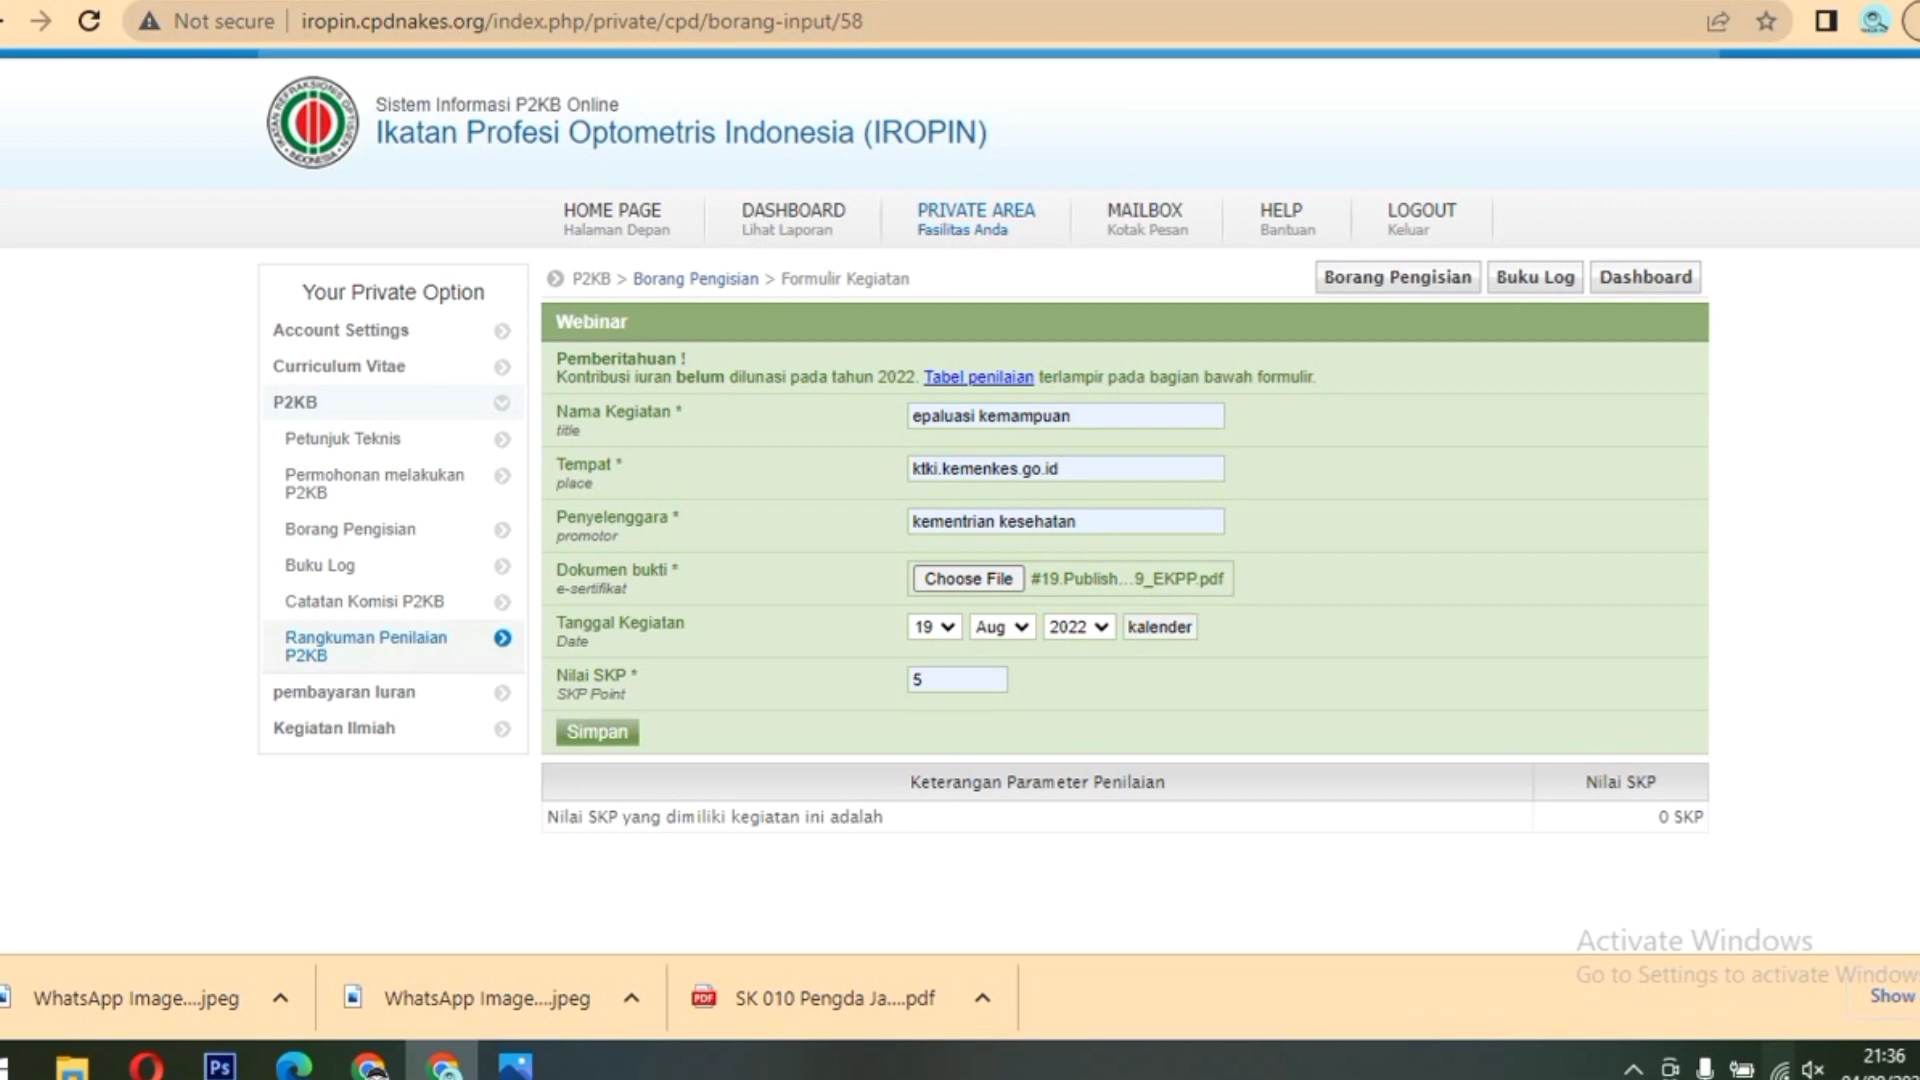 Not secure
iropin.cpdnakes.org/index.php/private/cpd/borang-input/58
Sistem Informasi P2KB Online
Ikatan Profesi Optometris Indonesia (IROPIN)
HOME PAGE DASHBOARD PRIVATE AREA MAILBOX HELP LOGOUT
Halaman Depan Lihat Laporan Fasilitas Anda Kotak Pesan Bantuan Keluar
Your Private Option
Account Settings
Curriculum Vitae
P2KB
Petunjuk Teknis
Permohonan melakukan
P2KB
Borang Pengisian
Buku Log
Catatan Komisi P2KB
Rangkuman Penilaian
P2KB
pembayaran Iuran
Kegiatan Ilmiah
P2KB > Borang Pengisian > Formulir Kegiatan
Borang Pengisian Buku Log Dashboard
Webinar
Pemberitahuan !
Kontribusi iuran belum dilunasi pada tahun 2022. Tabel penilaian terlampir pada bagian bawah formulir.
Nama Kegiatan * epaluasi kemampuan
title
Tempat * ktki.kemenkes.go.id
place
Penyelenggara * kementrian kesehatan
promotor
Dokumen bukti * Choose File #19.Publish...9_EKPP.pdf
e-sertifikat
Tanggal Kegiatan 19 Aug 2022 kalender
Date
Nilai SKP * 5
SKP Point
Simpan
Keterangan Parameter Penilaian Nilai SKP
Nilai SKP yang dimiliki kegiatan ini adalah 0 SKP
Activate Windows
Go to Settings to activate Windows
WhatsApp Image....jpeg WhatsApp Image....jpeg PDF SK 010 Pengda Ja....pdf Show
Ps
21:36